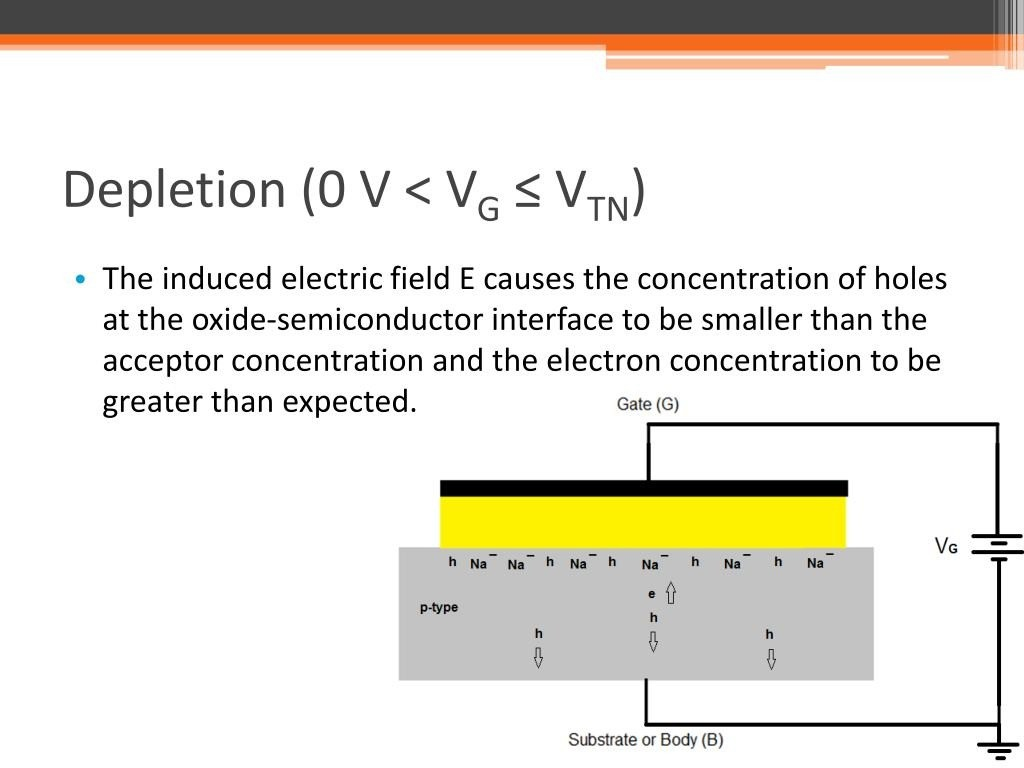 Depletion (0 V < VG ≤ VTN)
• The induced electric field E causes the concentration of holes
at the oxide-semiconductor interface to be smaller than the
acceptor concentration and the electron concentration to be
greater than expected.
Gate (G)
VG
h Na⁻ Na⁻ h Na⁻ h Na⁻ h Na⁻ h Na⁻
e
p-type
h
h h
Substrate or Body (B)